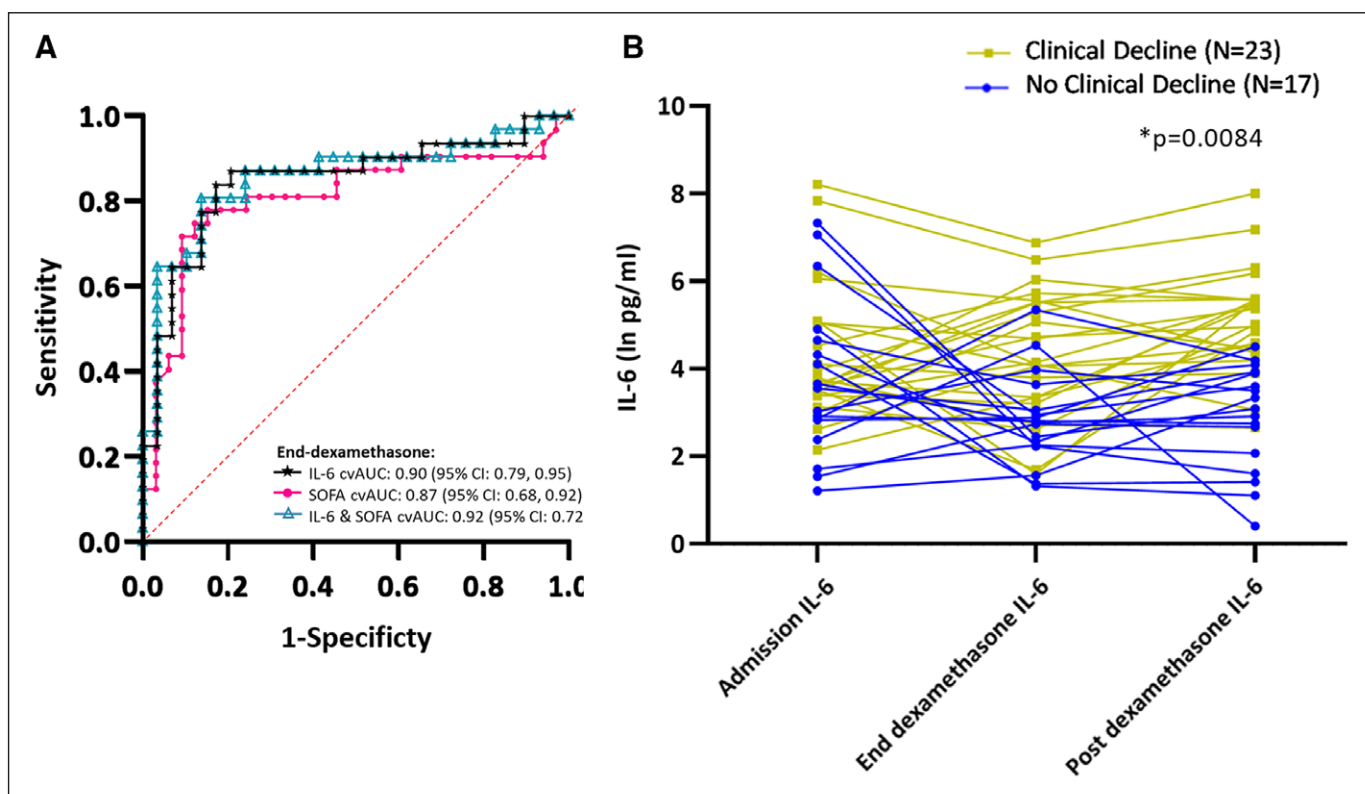 A
1.0
0.8
0.6
0.4
0.2
0.0
Sensitivity
End-dexamethasone:
IL-6 cvAUC: 0.90 (95% CI: 0.79, 0.95)
SOFA cvAUC: 0.87 (95% CI: 0.68, 0.92)
IL-6 & SOFA cvAUC: 0.92 (95% CI: 0.72
0.0 0.2 0.4 0.6 0.8 1.0
1-Specificty
B
Clinical Decline (N=23)
No Clinical Decline (N=17)
*p=0.0084
10
8
6
4
2
0
IL-6 (ln pg/ml)
Admission IL-6
End dexamethasone IL-6
Post dexamethasone IL-6